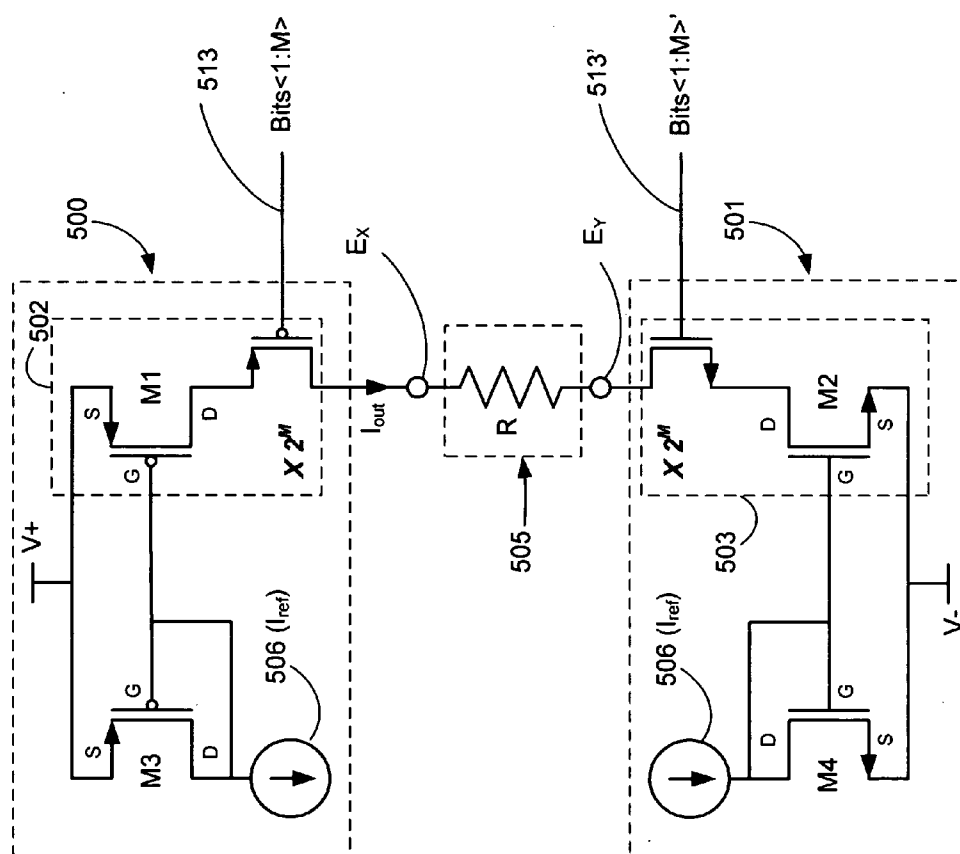 V+
500
502
S
S
M3
M1
G
G
D
D
X 2^M
506 (I_ref)
513
Bits<1:M>
I_out
E_X
R
505
E_Y
513'
Bits<1:M>'
501
506 (I_ref)
X 2^M
D
D
M4
M2
G
G
S
S
503
V-